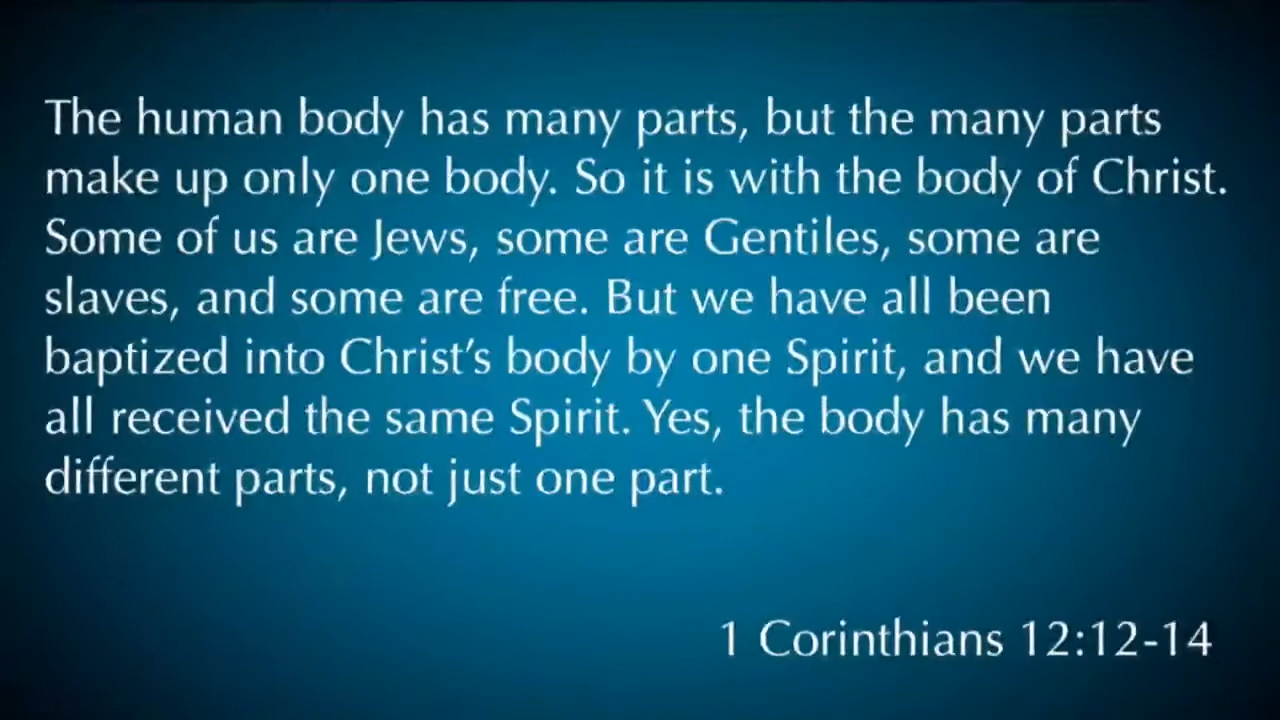 The human body has many parts, but the many parts
make up only one body. So it is with the body of Christ.
Some of us are Jews, some are Gentiles, some are
slaves, and some are free. But we have all been
baptized into Christ’s body by one Spirit, and we have
all received the same Spirit. Yes, the body has many
different parts, not just one part.
1 Corinthians 12:12-14